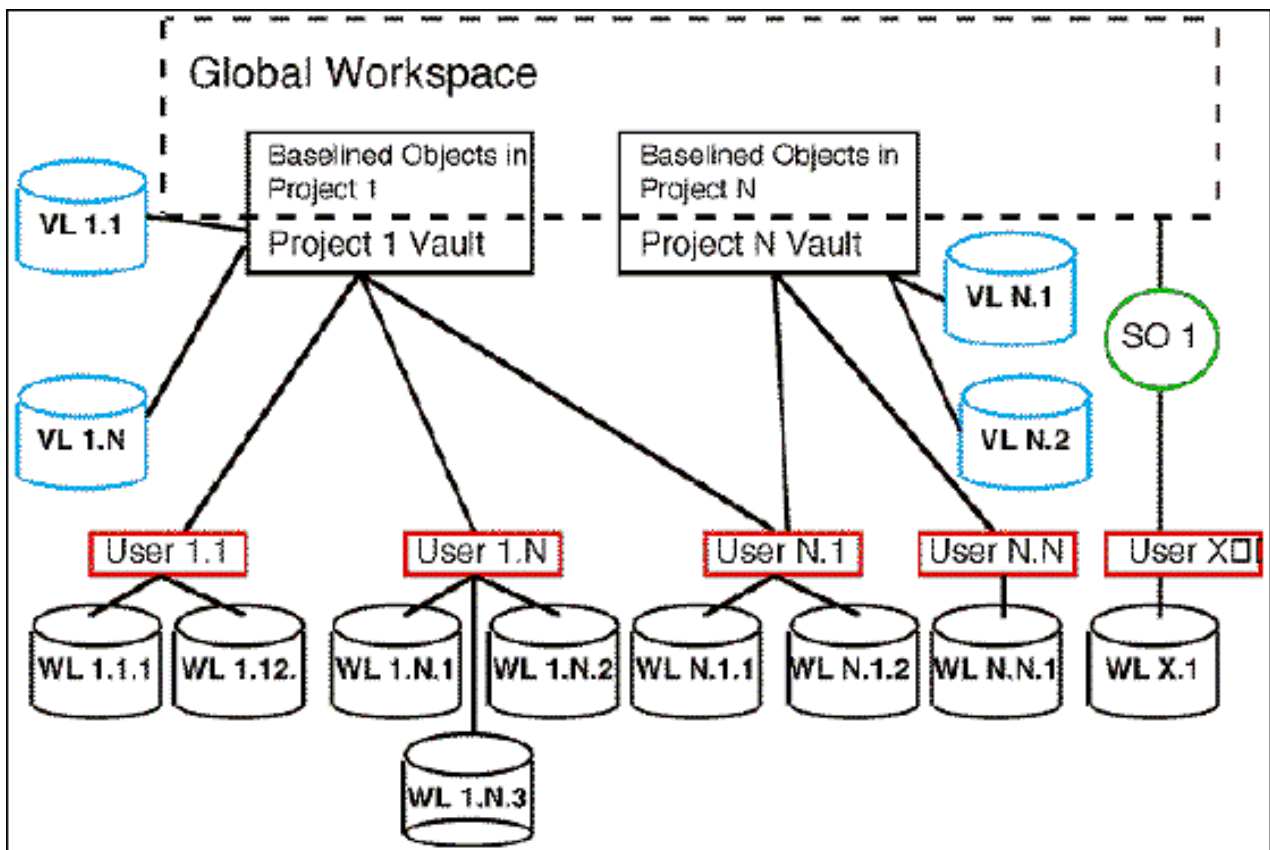 Global Workspace
Baselined Objects in
Project 1
Project 1 Vault
Baselined Objects in
Project N
Project N Vault
VL 1.1
VL 1.N
VL N.1
VL N.2
SO 1
User 1.1
User 1.N
User N.1
User N.N
User X
WL 1.1.1
WL 1.12.
WL 1.N.1
WL 1.N.2
WL N.1.1
WL N.1.2
WL N.N.1
WL X.1
WL 1.N.3